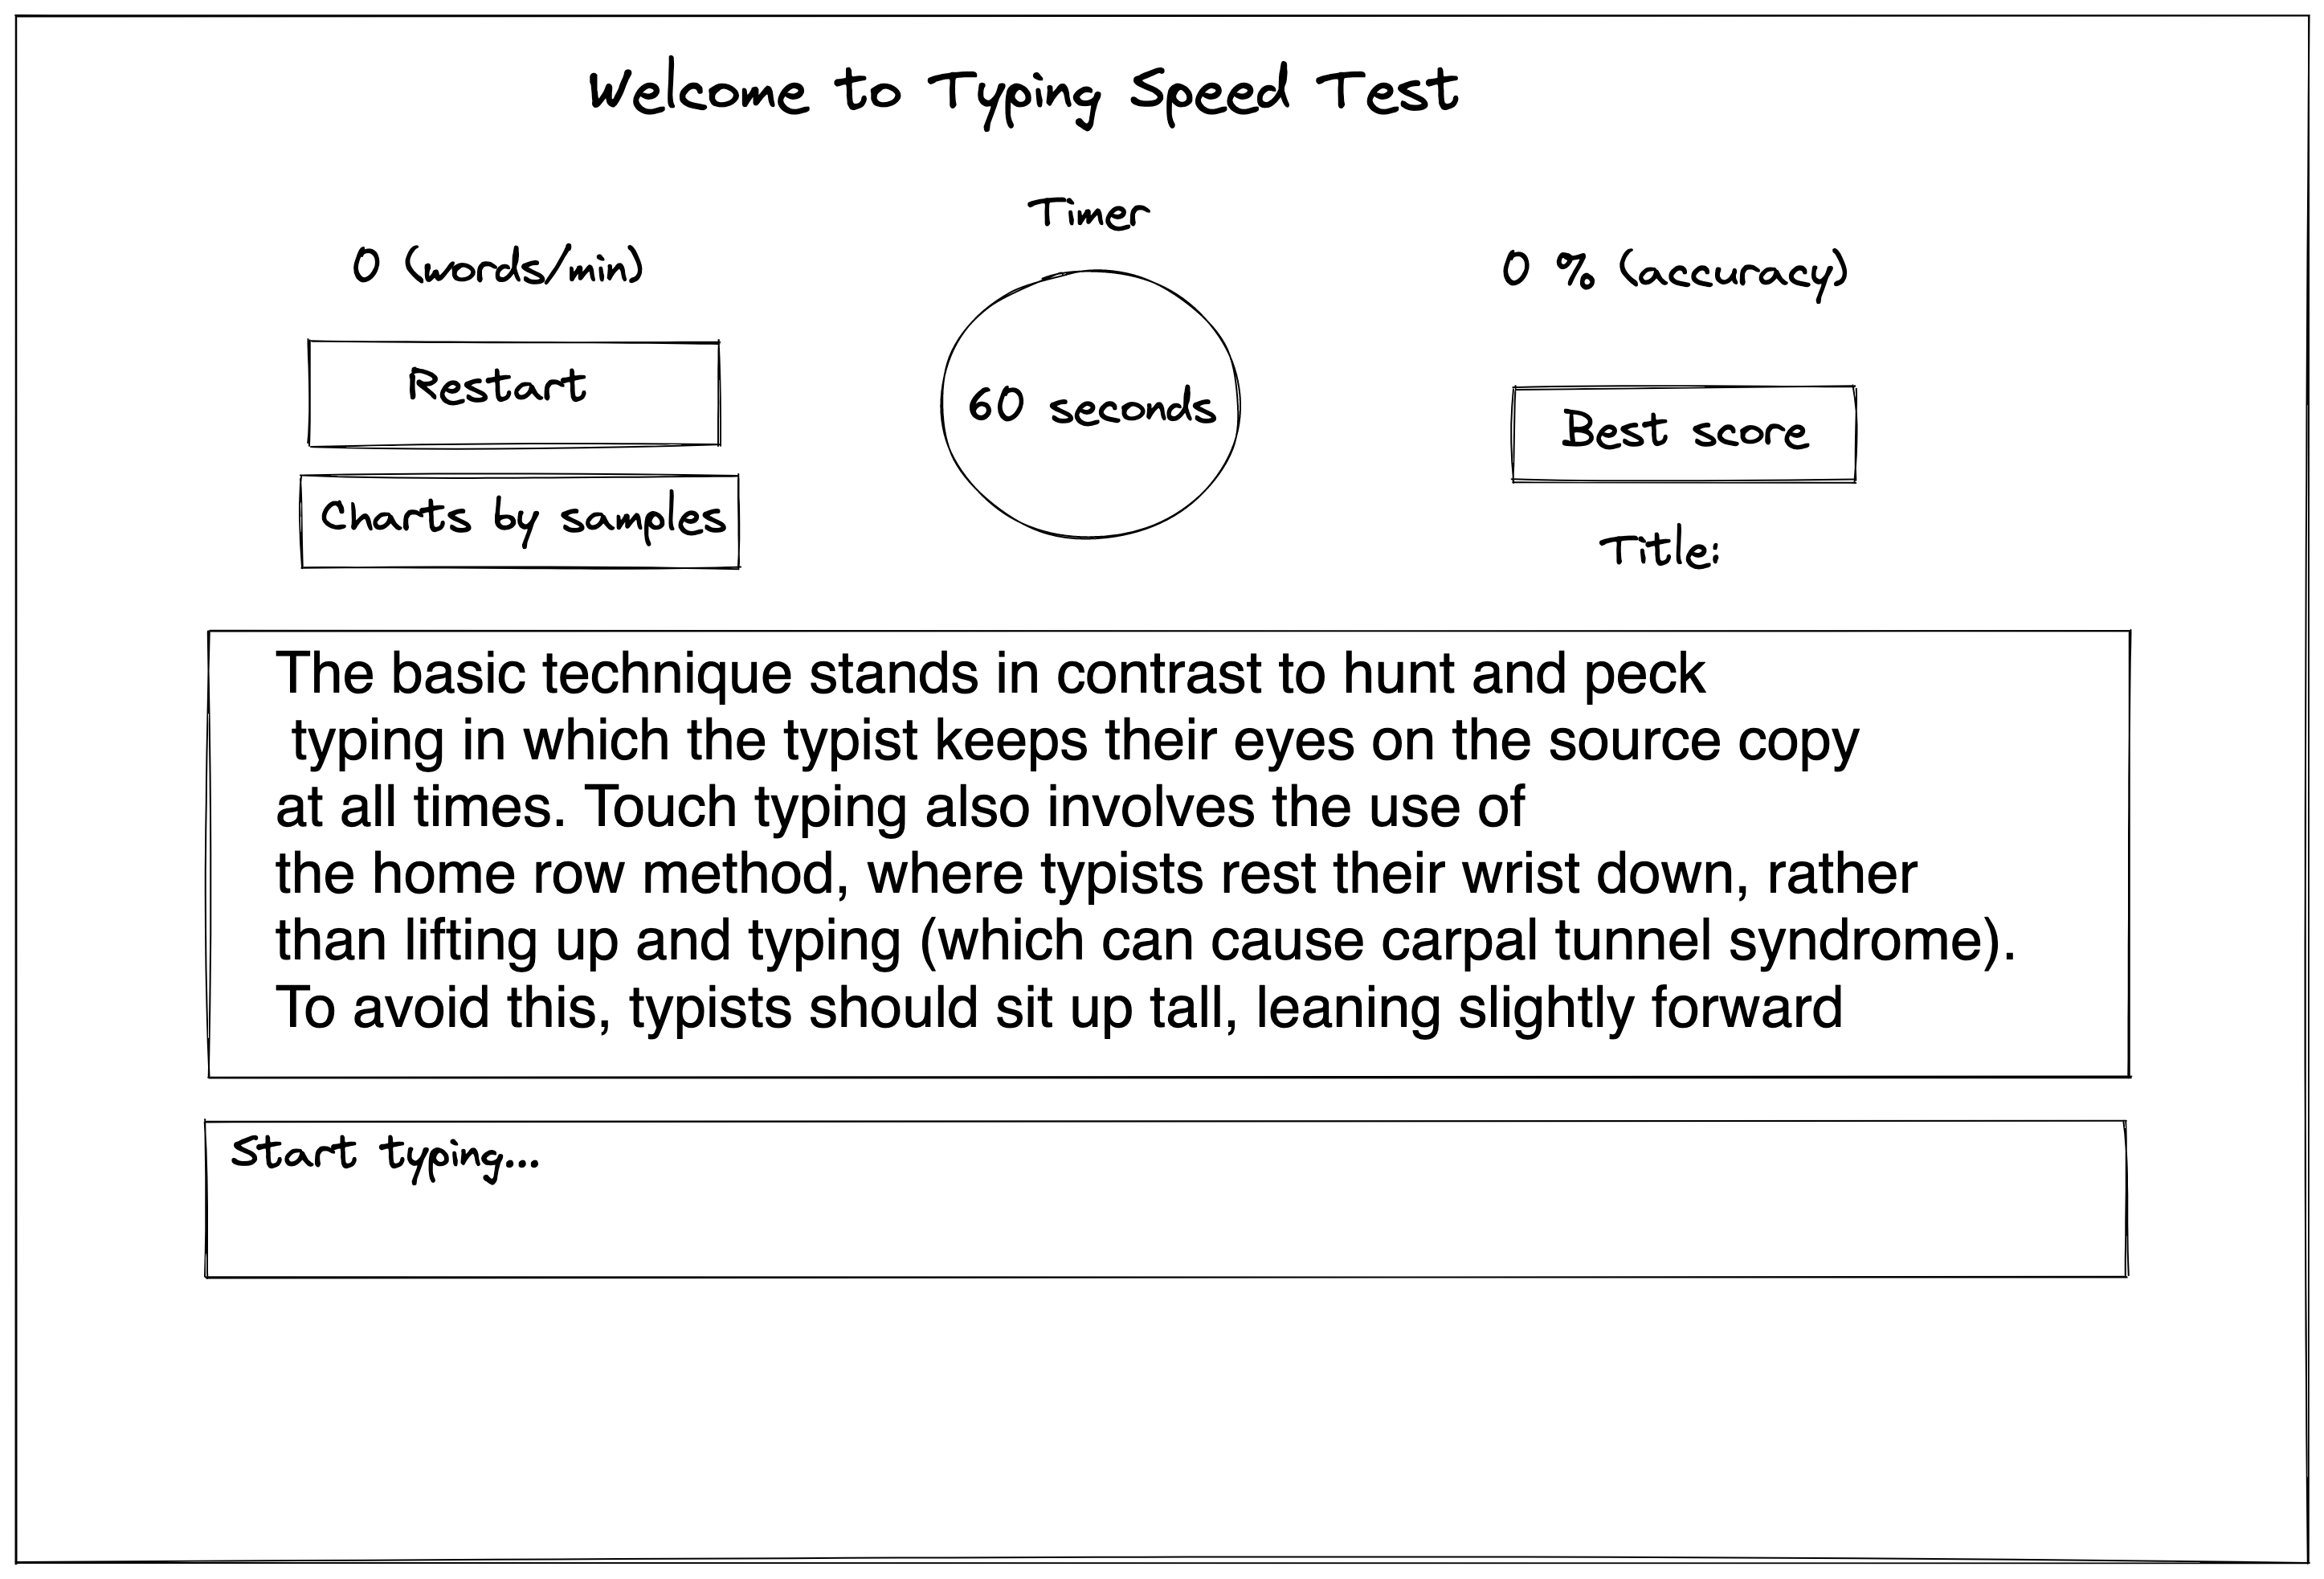 Welcome to Typing Speed Test
Timer
0 (words/min)
0 % (accuracy)
Restart
60 seconds
Best score
Charts by samples
Title:
The basic technique stands in contrast to hunt and peck
typing in which the typist keeps their eyes on the source copy
at all times. Touch typing also involves the use of
the home row method, where typists rest their wrist down, rather
than lifting up and typing (which can cause carpal tunnel syndrome).
To avoid this, typists should sit up tall, leaning slightly forward
Start typing...